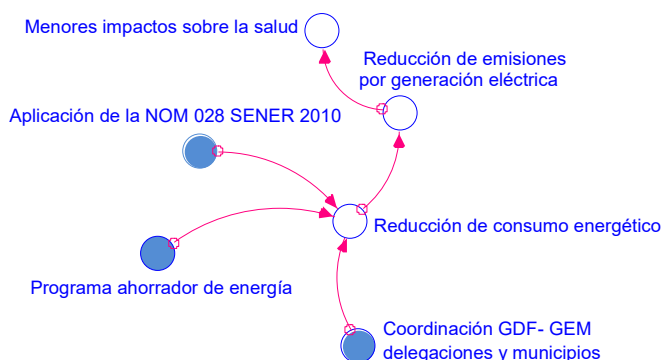 Menores impactos sobre la salud
Reducción de emisiones
por generación eléctrica
Aplicación de la NOM 028 SENER 2010
Reducción de consumo energético
Programa ahorrador de energía
Coordinación GDF- GEM
delegaciones y municipios